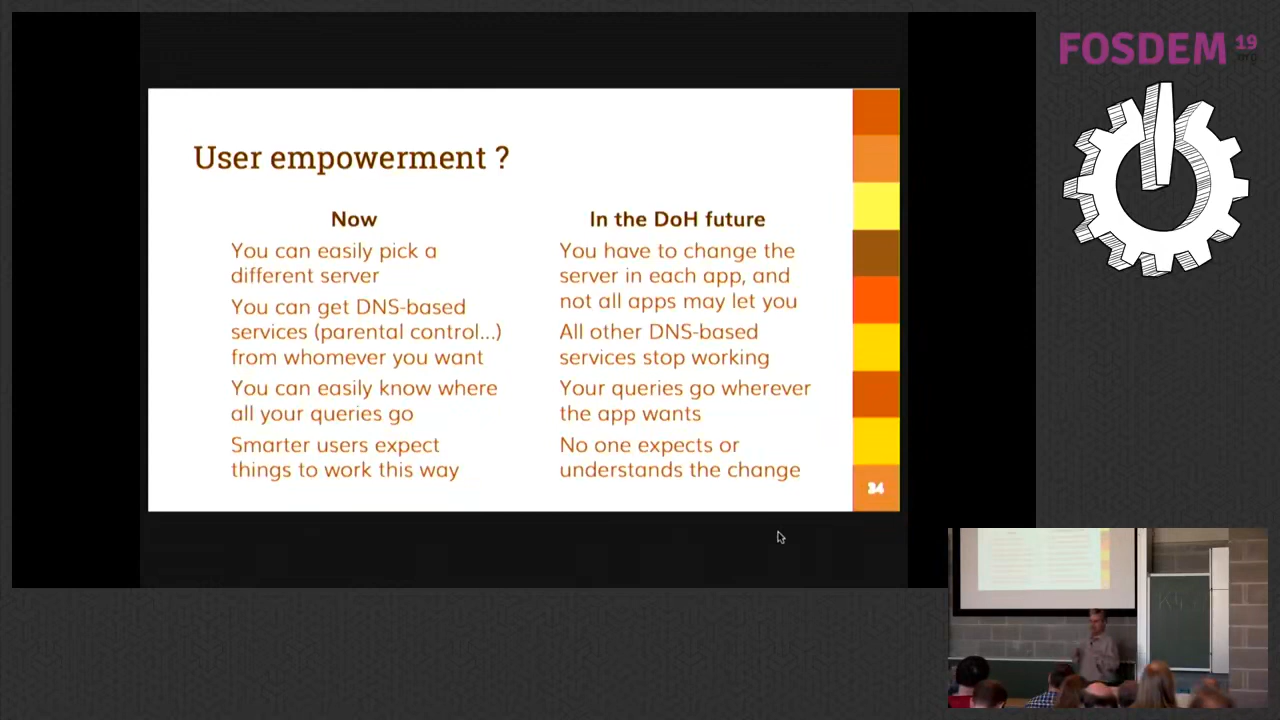 FOSDEM 19
.org
User empowerment ?
Now
You can easily pick a
different server
You can get DNS-based
services (parental control...)
from whomever you want
You can easily know where
all your queries go
Smarter users expect
things to work this way
In the DoH future
You have to change the
server in each app, and
not all apps may let you
All other DNS-based
services stop working
Your queries go wherever
the app wants
No one expects or
understands the change
34